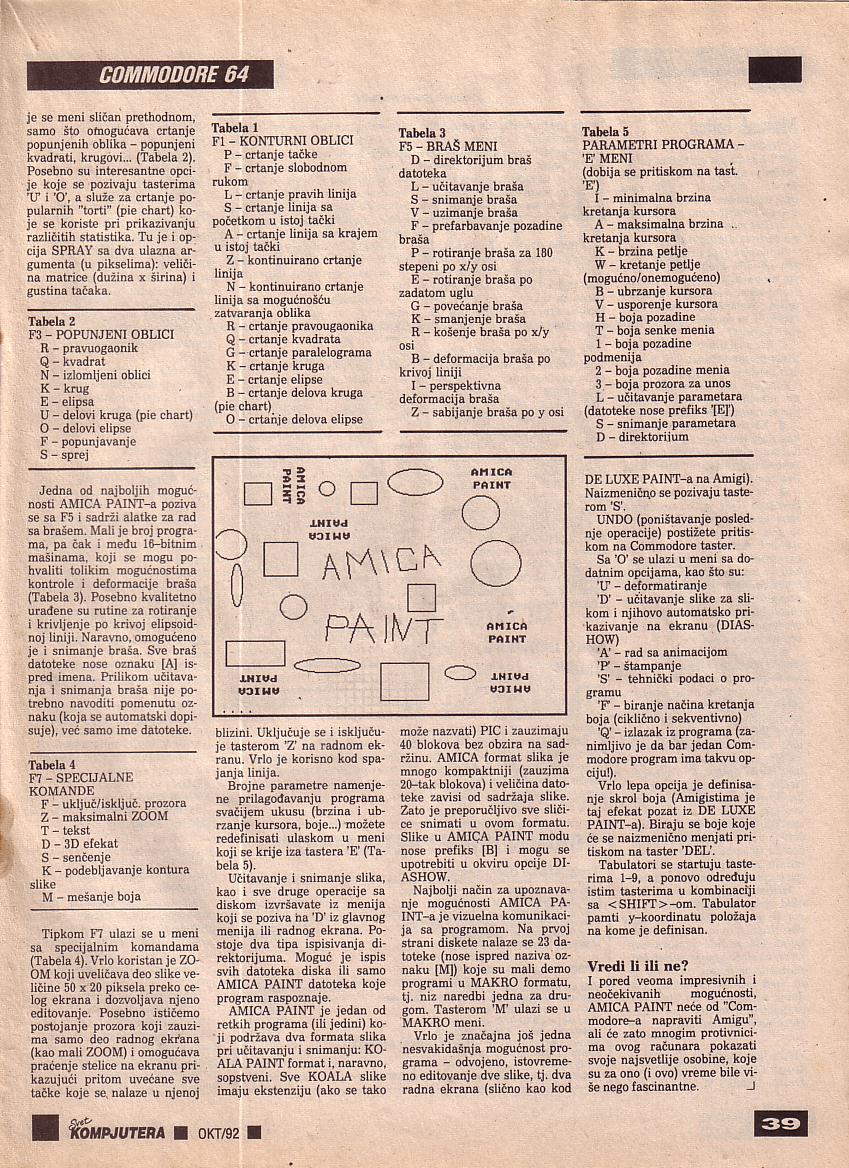 COMMODORE 64
je se meni sličan prethodnom,
samo što omogućava crtanje
popunjenih oblika – popunjeni
kvadrati, krugovi... (Tabela 2).
Posebno su interesantne opci-
je koje se pozivaju tasterima
'U' i 'O', a služe za crtanje po-
pularnih "torti" (pie chart) ko-
je se koriste pri prikazivanju
različitih statistika. Tu je i op-
cija SPRAY sa dva ulazna ar-
gumenta (u pikselima): veliči-
na matrice (dužina x širina) i
gustina tačaka.
Tabela 2
F3 – POPUNJENI OBLICI
R – pravuogaonik
Q – kvadrat
N – izlomljeni oblici
K – krug
E – elipsa
U – delovi kruga (pie chart)
O – delovi elipse
F – popunjavanje
S – sprej
Jedna od najboljih moguć-
nosti AMICA PAINT-a poziva
se sa F5 i sadrži alatke za rad
sa brašem. Mali je broj progra-
ma, pa čak i među 16-bitnim
mašinama, koji se mogu po-
hvaliti tolikim mogućnostima
kontrole i deformacije braša
(Tabela 3). Posebno kvalitetno
urađene su rutine za rotiranje
i krivljenje po krivoj elipsoid-
noj liniji. Naravno, omogućeno
je i snimanje braša. Sve braš
datoteke nose oznaku [A] is-
pred imena. Prilikom učitava-
nja i snimanja braša nije po-
trebno navoditi pomenutu oz-
naku (koja se automatski dopi-
suje), već samo ime datoteke.
Tabela 4
F7 – SPECIJALNE
KOMANDE
F – uključ/isključ. prozora
Z – maksimalni ZOOM
T – tekst
D – 3D efekat
S – senčenje
K – podebljavanje kontura
slike
M – mešanje boja
Tipkom F7 ulazi se u meni
sa specijalnim komandama
(Tabela 4). Vrlo koristan je ZO-
OM koji uveličava deo slike ve-
ličine 50 x 20 piksela preko ce-
log ekrana i dozvoljava njeno
editovanje. Posebno ističemo
postojanje prozora koji zauzi-
ma samo deo radnog ekrana
(kao mali ZOOM) i omogućava
praćenje stelice na ekranu pri-
kazujući pritom uvećane sve
tačke koje se nalaze u njenoj
Tabela 1
F1 – KONTURNI OBLICI
P – crtanje tačke
F – crtanje slobodnom
rukom
L – crtanje pravih linija
S – crtanje linija sa
početkom u istoj tački
A – crtanje linija sa krajem
u istoj tački
Z – kontinuirano crtanje
linija
N – kontinuirano crtanje
linija sa mogućnošću
zatvaranja oblika
R – crtanje pravougaonika
Q – crtanje kvadrata
G – crtanje paralelograma
K – crtanje kruga
E – crtanje elipse
B – crtanje delova kruga
(pie chart)
O – crtanje delova elipse
Tabela 3
F5 – BRAŠ MENI
D – direktorijum braš
datoteka
L – učitavanje braša
S – snimanje braša
V – uzimanje braša
F – prefarbavanje pozadine
braša
P – rotiranje braša za 180
stepeni po x/y osi
E – rotiranje braša po
zadatom uglu
G – povećanje braša
K – smanjenje braša
R – košenje braša po x/y
osi
B – deformacija braša po
krivoj liniji
I – perspektivna
deformacija braša
Z – sabijanje braša po y osi
Tabela 5
PARAMETRI PROGRAMA –
'E' MENI
(dobija se pritiskom na tast.
'E')
I – minimalna brzina
kretanja kursora
A – maksimalna brzina
kretanja kursora
K – brzina petlje
W – kretanje petlje
(mogućno/onemogućeno)
B – ubrzanje kursora
V – usporenje kursora
H – boja pozadine
T – boja senke menia
1 – boja pozadine
podmenija
2 – boja pozadine menia
3 – boja prozora za unos
L – učitavanje parametara
(datoteke nose prefiks '[E]')
S – snimanje parametara
D – direktorijum
AMICA
PAINT
AMICA
PAINT
AMICA
PAINT
AMICA
PAINT
AMICA
PAINT
AMICA
PAINT
AMICA
PAINT
blizini. Uključuje se i isključu-
je tasterom 'Z' na radnom ek-
ranu. Vrlo je korisno kod spa-
janja linija.
Brojne parametre namenje-
ne prilagođavanju programa
svačijem ukusu (brzina i ub-
rzanje kursora, boje...) možete
redefinisati ulaskom u meni
koji se krije iza tastera 'E' (Ta-
bela 5).
Učitavanje i snimanje slika,
kao i sve druge operacije sa
diskom izvršavate iz menija
koji se poziva ha 'D' iz glavnog
menija ili radnog ekrana. Po-
stoje dva tipa ispisivanja di-
rektorijuma. Moguć je ispis
svih datoteka diska ili samo
AMICA PAINT datoteka koje
program raspoznaje.
AMICA PAINT je jedan od
retkih programa (ili jedini) ko-
ji podržava dva formata slika
pri učitavanju i snimanju: KO-
ALA PAINT format i, naravno,
sopstveni. Sve KOALA slike
imaju ekstenziju (ako se tako
može nazvati) PIC i zauzimaju
40 blokova bez obzira na sad-
ržinu. AMICA format slika je
mnogo kompaktniji (zauzima
20-tak blokova) i veličina dato-
teke zavisi od sadržaja slike.
Zato je preporučljivo sve sliči-
ce snimati u ovom formatu.
Slike u AMICA PAINT modu
nose prefiks [B] i mogu se
upotrebiti u okviru opcije DI-
ASHOW.
Najbolji način za upoznava-
nje mogućnosti AMICA PA-
INT-a je vizuelna komunikaci-
ja sa programom. Na prvoj
strani diskete nalaze se 23 da-
toteke (nose ispred naziva oz-
naku [M]) koje su mali demo
programi u MAKRO formatu,
tj. niz naredbi jedna za dru-
gom. Tasterom 'M' ulazi se u
MAKRO meni.
Vrlo je značajna još jedna
nesvakidašnja mogućnost pro-
grama – odvojeno, istovreme-
no editovanje dve slike, tj. dva
radna ekrana (slično kao kod
DE LUXE PAINT-a na Amigi).
Naizmenično se pozivaju taste-
rom 'S'.
UNDO (poništavanje posled-
nje operacije) postižete pritis-
kom na Commodore taster.
Sa 'O' se ulazi u meni sa do-
datnim opcijama, kao što su:
'U' – deformatiranje
'D' – učitavanje slike za sli-
kom i njihovo automatsko pri-
kazivanje na ekranu (DIAS-
HOW)
'A' – rad sa animacijom
'P' – štampanje
'S' – tehnički podaci o pro-
gramu
'F' – biranje načina kretanja
boja (ciklično i sekventivno)
'Q' – izlazak iz programa (za-
nimljivo je da bar jedan Com-
modore program ima takvu op-
ciju!).
Vrlo lepa opcija je definisa-
nje skrol boja (Amigistima je
taj efekat pozat iz DE LUXE
PAINT-a). Biraju se boje koje
će se naizmenično menjati pri-
tiskom na taster 'DEL'.
Tabulatori se startuju taste-
rima 1–9, a ponovo određuju
istim tasterima u kombinaciji
sa <SHIFT>-om. Tabulator
pamti y-koordinatu položaja
na kome je definisan.
Vredi li ili ne?
I pored veoma impresivnih i
neočekivanih mogućnosti,
AMICA PAINT neće od "Com-
modore-a napraviti Amigu",
ali će zato mnogim protivnici-
ma ovog računara pokazati
svoje najsvetlije osobine, koje
su za ono (i ovo) vreme bile vi-
še nego fascinantne.
Svet
KOMPJUTERA OKT/92
39